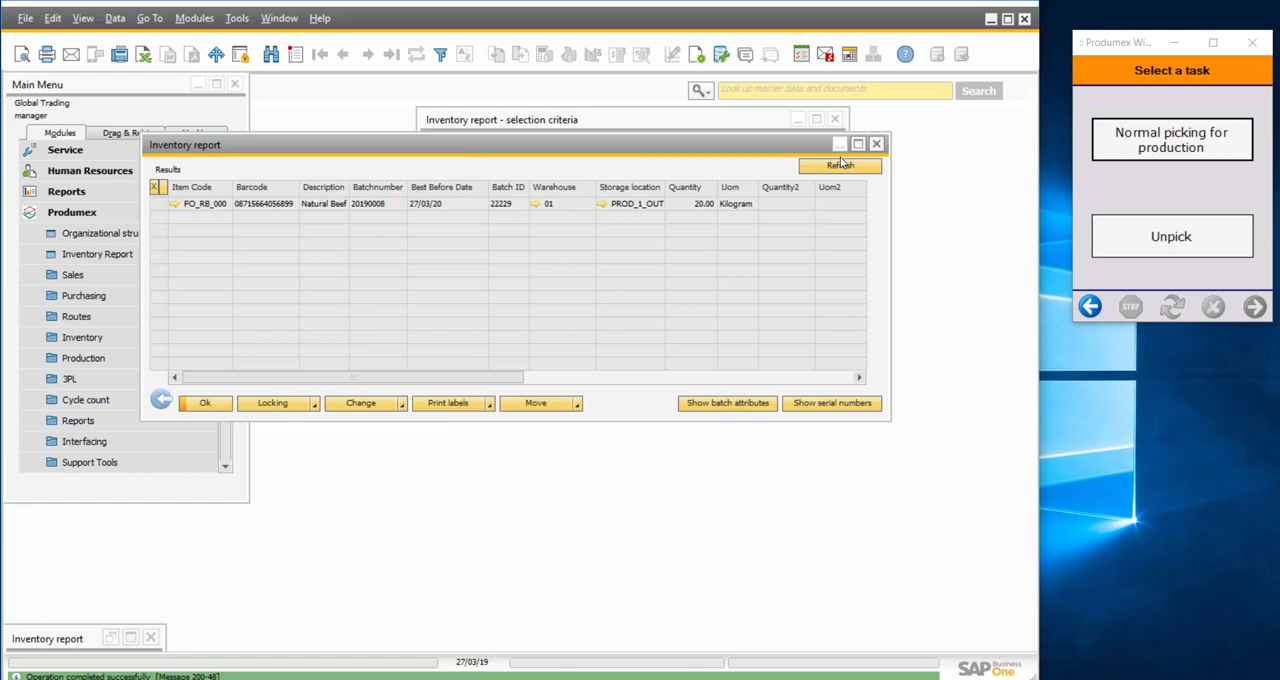 File Edit View Data Go To Modules Tools Window Help
Look up master data and documents
Search
Main Menu
Global Trading
manager
Modules
Service
Human Resources
Reports
Produmex
Organizational stru
Inventory Report
Sales
Purchasing
Routes
Inventory
Production
3PL
Cycle count
Reports
Interfacing
Support Tools
Inventory report - selection criteria
Inventory report
Results
Refresh
Item Code Barcode Description Batchnumber Best Before Date Batch ID Warehouse Storage location Quantity Uom Quantity2 Uom2
FO_RB_000 08715664056899 Natural Beef 20190008 27/03/20 22229 01 PROD_1_OUT 20.00 Kilogram
Ok Locking Change Print labels Move Show batch attributes Show serial numbers
Inventory report
27/03/19
SAP Business One
Operation completed successfully [Message 200-48]
:: Produmex Wi...
Select a task
Normal picking for
production
Unpick
STOP